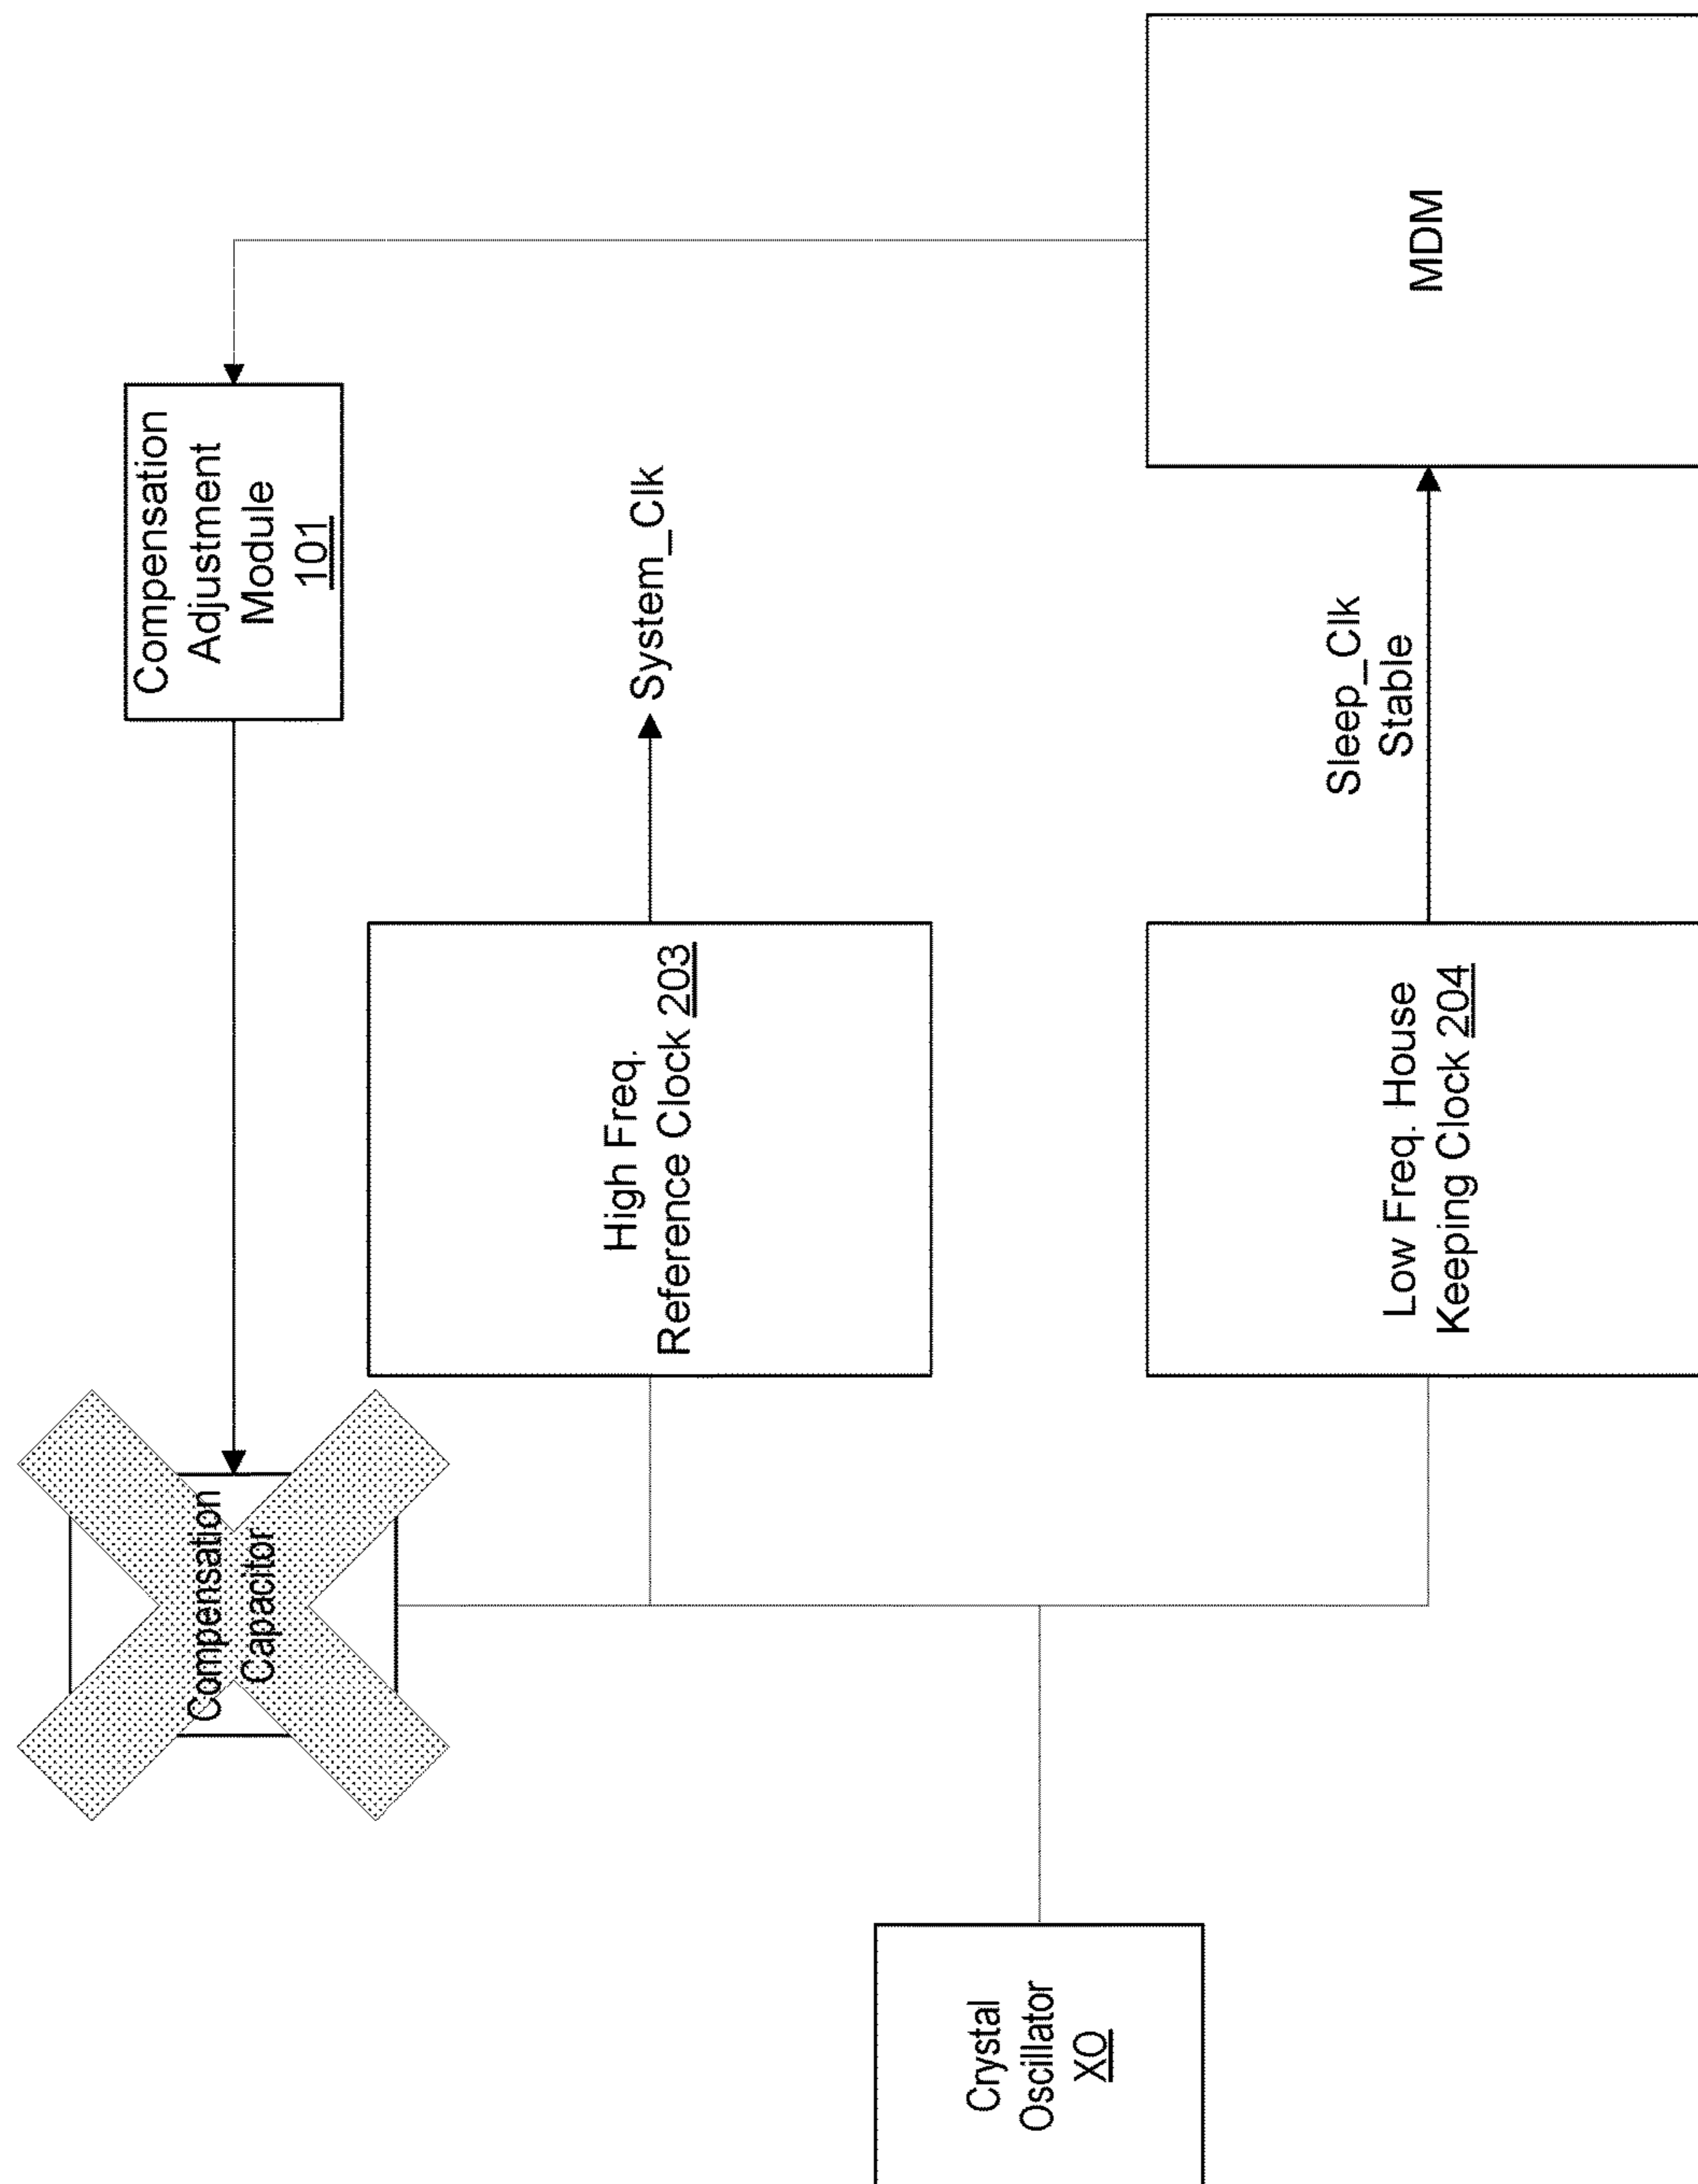 Compensation
Capacitor
Compensation
Adjustment
Module
101
High Freq.
Reference Clock 203
System_Clk
Crystal
Oscillator
XO
Low Freq. House
Keeping Clock 204
Sleep_Clk
Stable
MDM